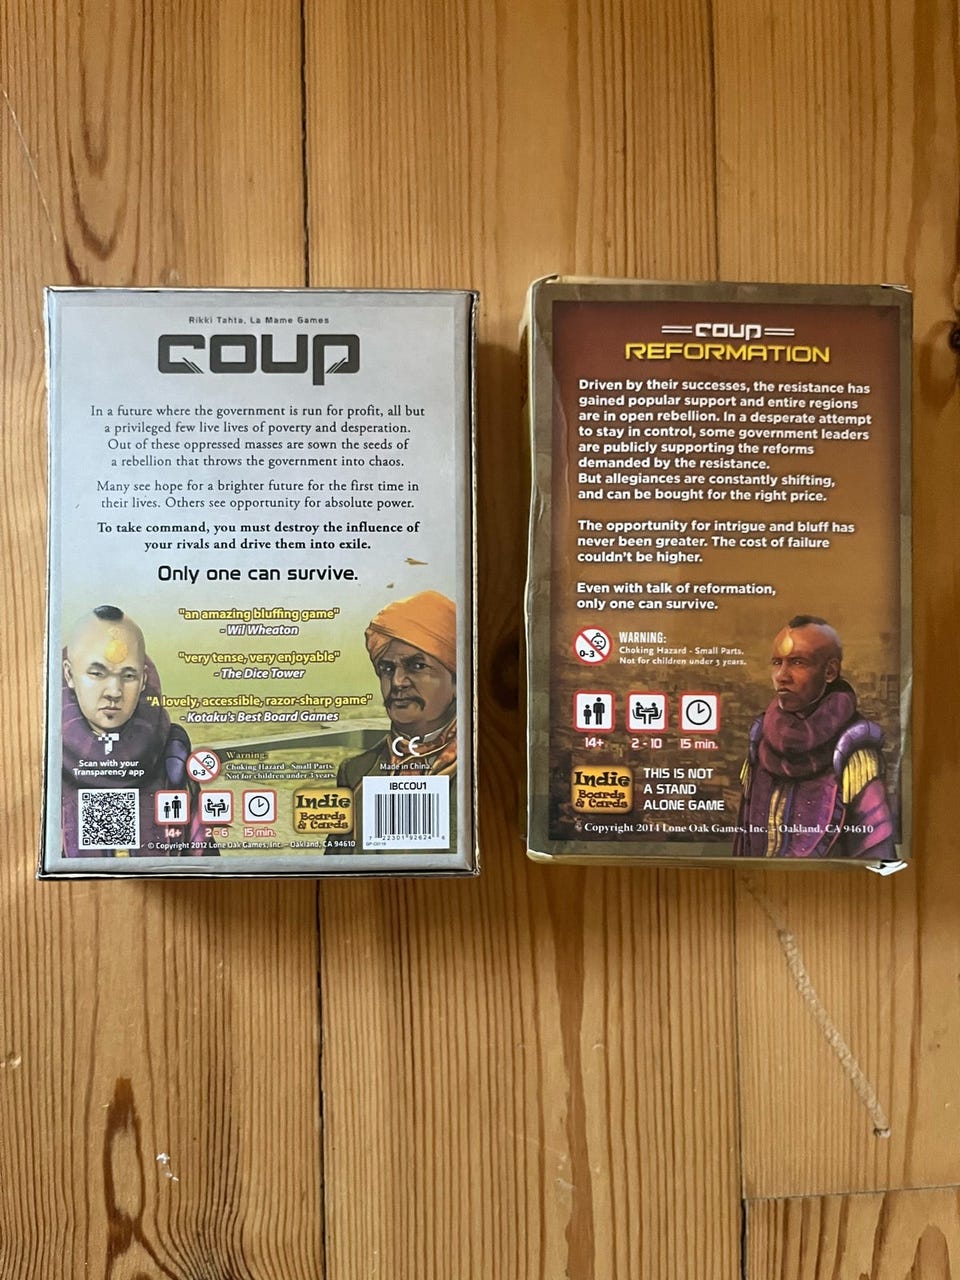 Rikki Tahta, La Mame Games
COUP
In a future where the government is run for profit, all but
a privileged few live lives of poverty and desperation.
Out of these oppressed masses are sown the seeds of
a rebellion that throws the government into chaos.
Many see hope for a brighter future for the first time in
their lives. Others see opportunity for absolute power.
To take command, you must destroy the influence of
your rivals and drive them into exile.
Only one can survive.
"an amazing bluffing game"
- Wil Wheaton
"very tense, very enjoyable"
- The Dice Tower
"A lovely, accessible, razor-sharp game"
- Kotaku's Best Board Games
Scan with your
Transparency app
0-3
Warning:
Choking Hazard - Small Parts.
Not for children under 3 years.
CE
Made in China.
IBCCOU1
14+
2 - 6
15 min.
Indie
Boards
& Cards
7 22301 92624 6
© Copyright 2012 Lone Oak Games, Inc. - Oakland, CA 94610
COUP
REFORMATION
Driven by their successes, the resistance has
gained popular support and entire regions
are in open rebellion. In a desperate attempt
to stay in control, some government leaders
are publicly supporting the reforms
demanded by the resistance.
But allegiances are constantly shifting,
and can be bought for the right price.
The opportunity for intrigue and bluff has
never been greater. The cost of failure
couldn't be higher.
Even with talk of reformation,
only one can survive.
0-3
WARNING:
Choking Hazard - Small Parts.
Not for children under 3 years.
14+
2 - 10
15 min.
Indie
Boards
& Cards
THIS IS NOT
A STAND
ALONE GAME
© Copyright 2014 Lone Oak Games, Inc. - Oakland, CA 94610